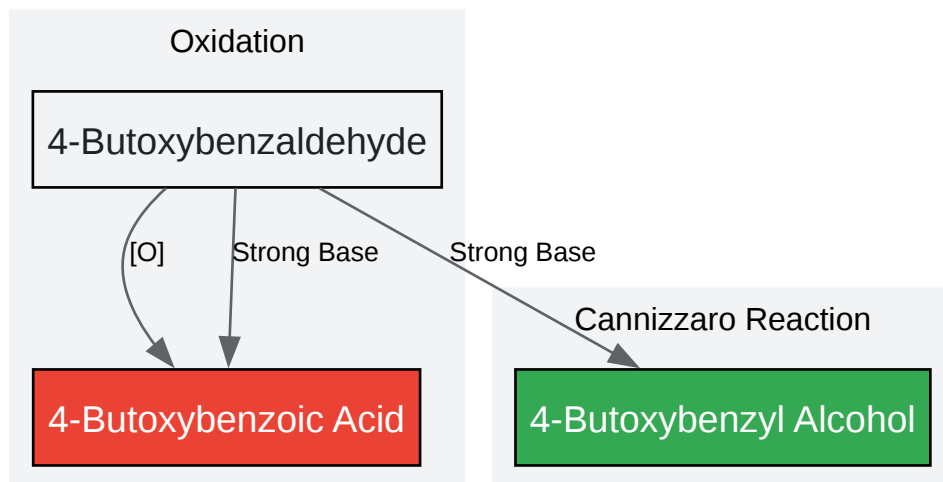 Oxidation
4-Butoxybenzaldehyde
[O]
Strong Base
Strong Base
Cannizzaro Reaction
4-Butoxybenzoic Acid
4-Butoxybenzyl Alcohol